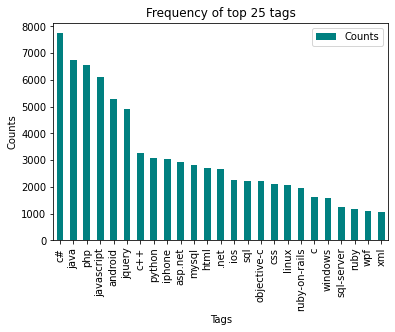 Frequency of top 25 tags
Counts
8000
7000
6000
5000
4000
3000
2000
1000
0
Counts
c#
java
php
javascript
android
jquery
c++
python
iphone
asp.net
mysql
html
.net
ios
sql
objective-c
css
linux
ruby-on-rails
c
windows
sql-server
ruby
wpf
xml
Tags